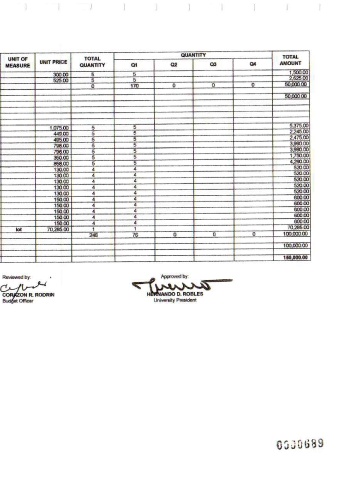 UNIT OF MEASURE UNIT PRICE TOTAL QUANTITY QUANTITY TOTAL AMOUNT
Q1 Q2 Q3 Q4
300.00 5 5 1,500.00
525.00 5 5 2,625.00
0 170 0 0 0 50,000.00
50,000.00
1,075.00 5 5 5,375.00
449.00 5 5 2,245.00
495.00 5 5 2,475.00
798.00 5 5 3,990.00
796.00 5 5 3,980.00
350.00 5 5 1,750.00
858.00 5 5 4,290.00
130.00 4 4 520.00
130.00 4 4 520.00
130.00 4 4 520.00
130.00 4 4 520.00
130.00 4 4 520.00
150.00 4 4 600.00
150.00 4 4 600.00
150.00 4 4 600.00
150.00 4 4 600.00
150.00 4 4 600.00
lot 70,285.00 1 1 70,285.00
246 76 0 0 0 100,000.00
100,000.00
150,000.00
Reviewed by: Approved by:
CORAZON R. RODRIN HERNANDO D. ROBLES
Budget Officer University President
0000689